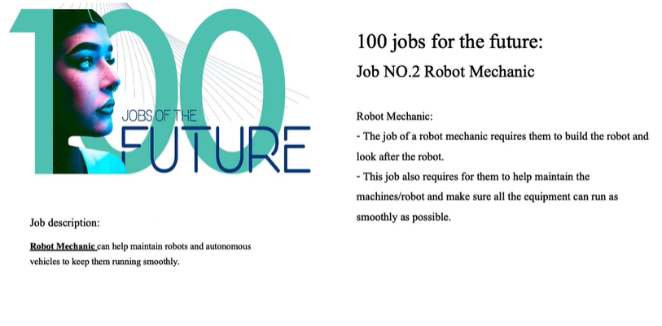 100
JOBS OF THE
FUTURE
Job description:
Robot Mechanic can help maintain robots and autonomous
vehicles to keep them running smoothly.
100 jobs for the future:
Job NO.2 Robot Mechanic
Robot Mechanic:
- The job of a robot mechanic requires them to build the robot and
look after the robot.
- This job also requires for them to help maintain the
machines/robot and make sure all the equipment can run as
smoothly as possible.